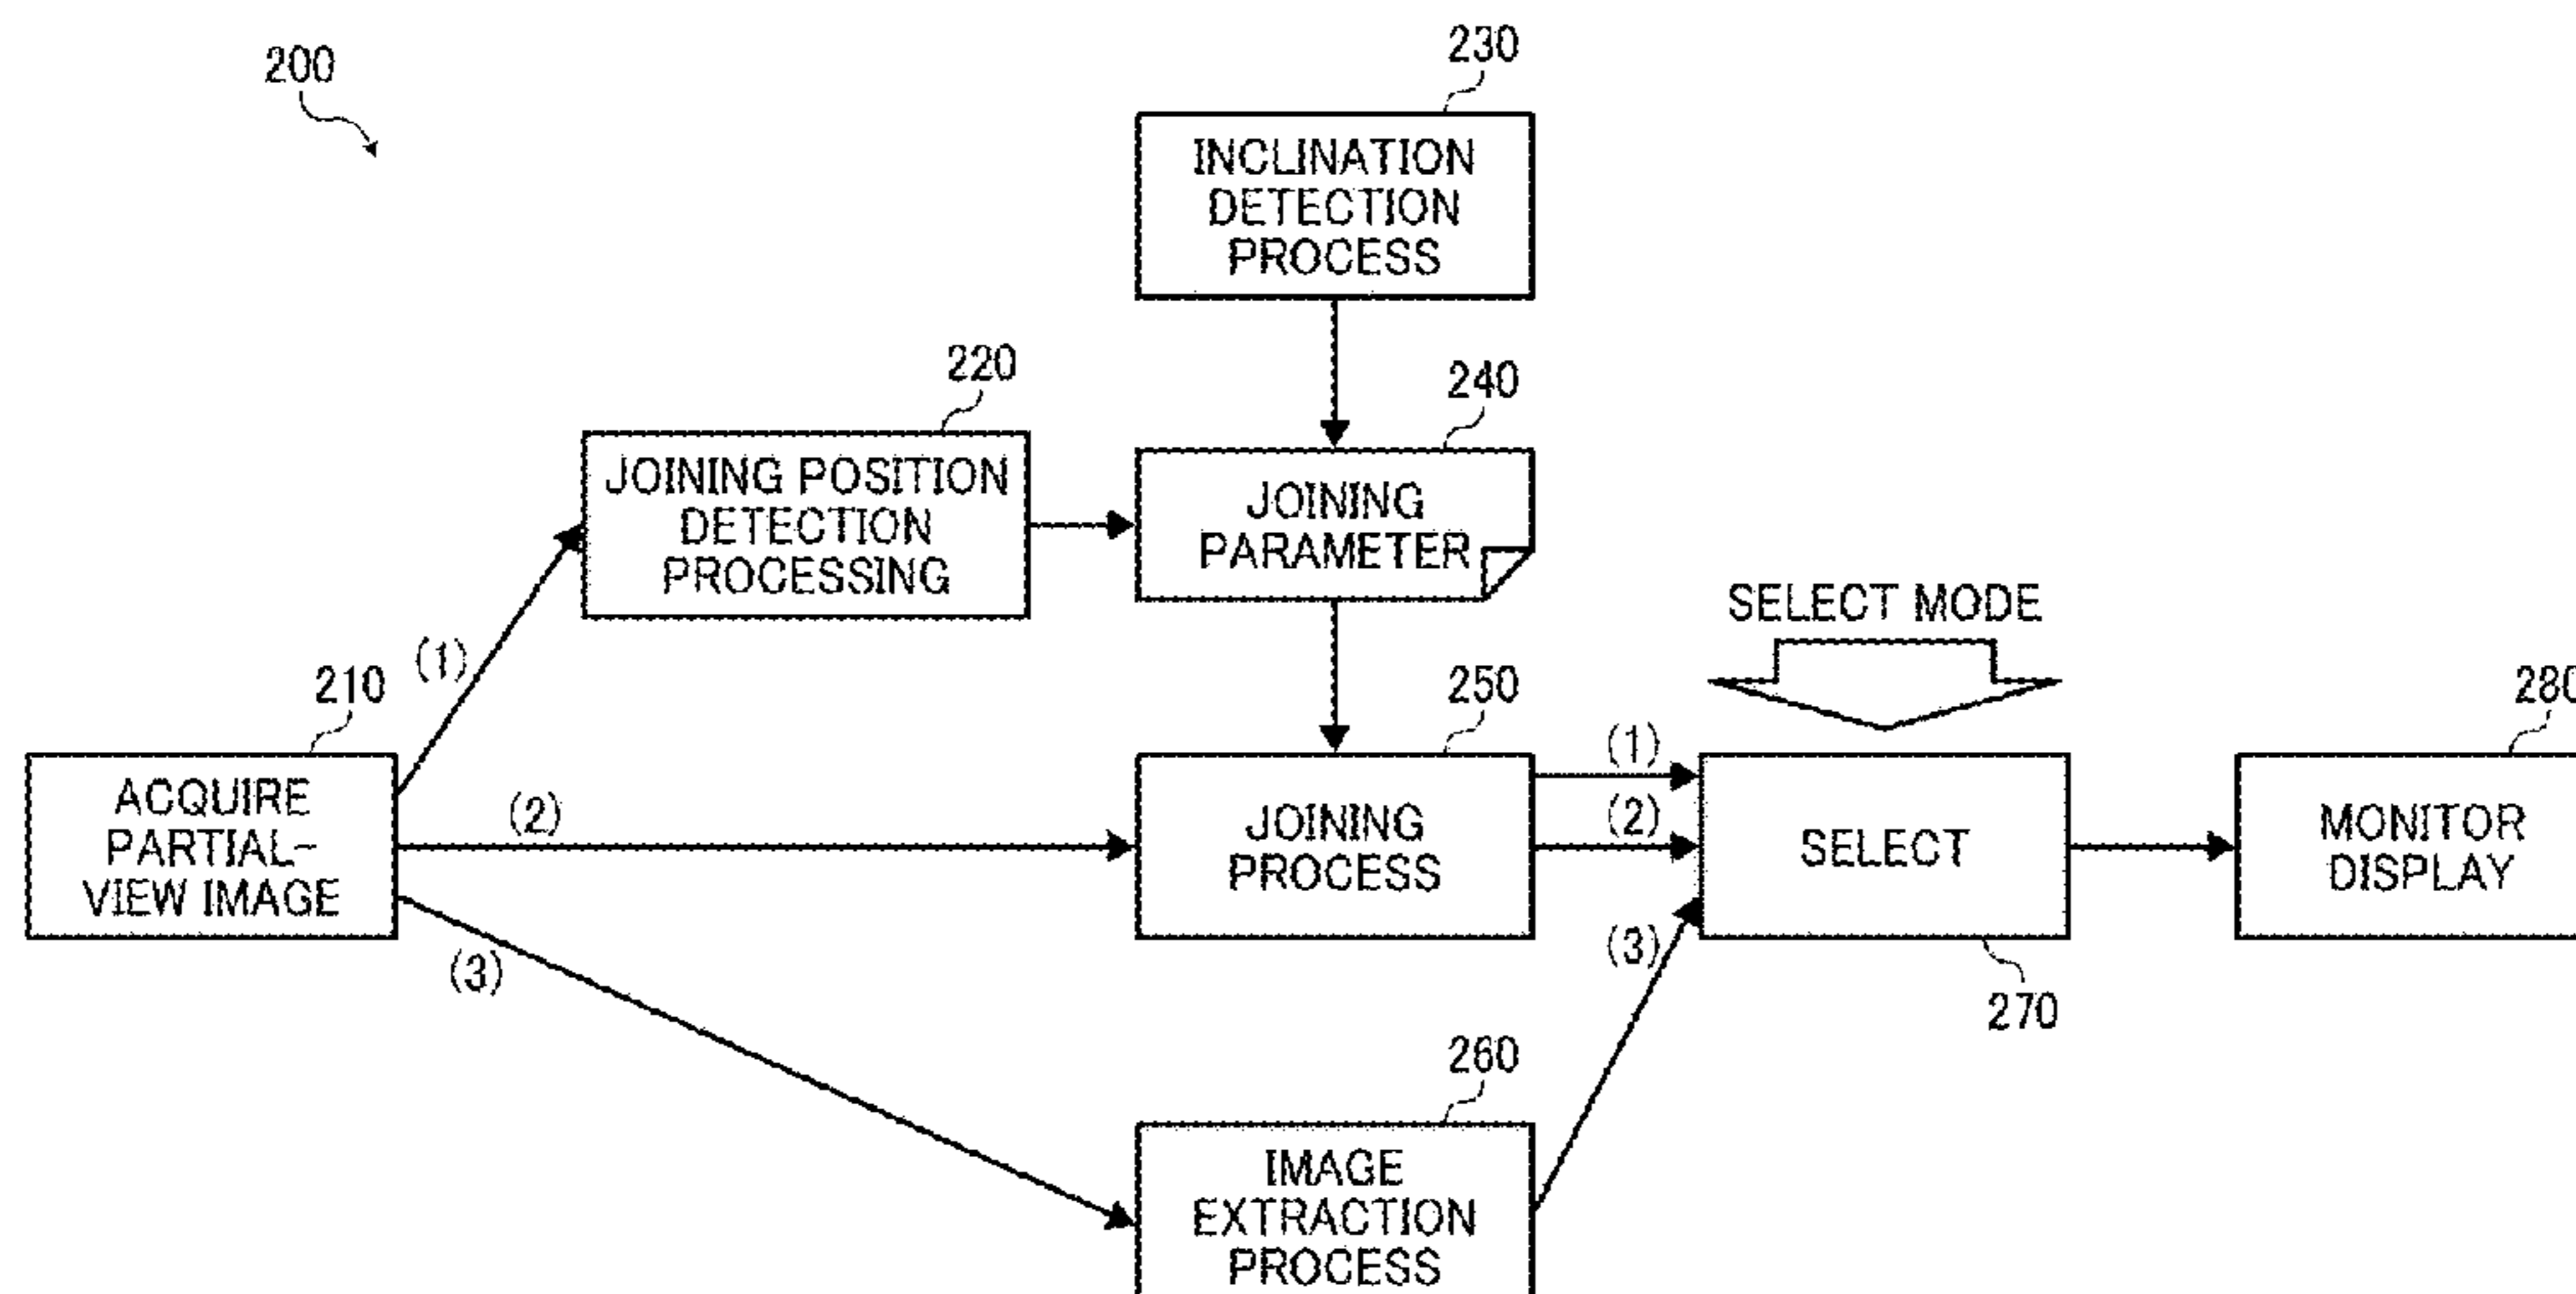 200
230
INCLINATION
DETECTION
PROCESS
220
240
JOINING POSITION
DETECTION
PROCESSING
JOINING
PARAMETER
SELECT MODE
(1)
210
250
280
ACQUIRE
PARTIAL-
VIEW IMAGE
(2)
(3)
JOINING
PROCESS
(1)
(2)
(3)
SELECT
270
MONITOR
DISPLAY
260
IMAGE
EXTRACTION
PROCESS